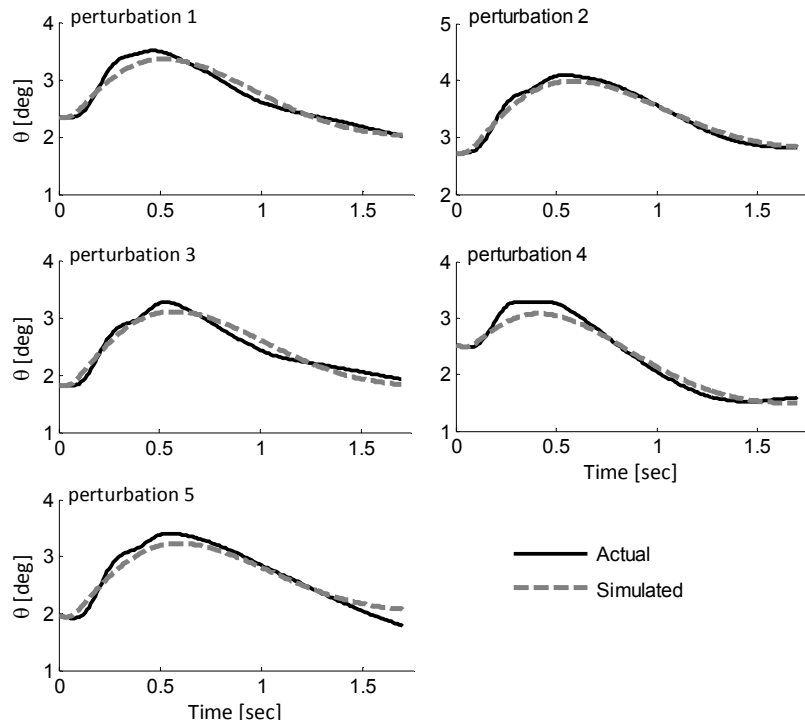 perturbation 1
4
3
2
1
θ [deg]
0 0.5 1 1.5
perturbation 2
5
4
3
2
0 0.5 1 1.5
perturbation 3
4
3
2
1
θ [deg]
0 0.5 1 1.5
perturbation 4
4
3
2
1
0 0.5 1 1.5
Time [sec]
perturbation 5
4
3
2
1
θ [deg]
0 0.5 1 1.5
Time [sec]
Actual
Simulated